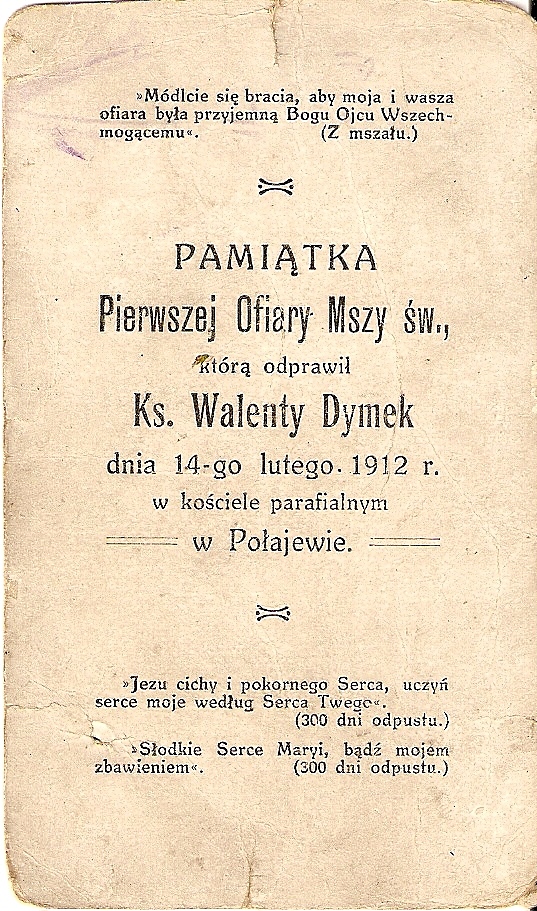 »Módlcie się bracia, aby moja i wasza
ofiara była przyjemną Bogu Ojcu Wszech-
mogącemu«. (Z mszału.)
PAMIĄTKA
Pierwszej Ofiary Mszy św.,
którą odprawił
Ks. Walenty Dymek
dnia 14-go lutego. 1912 r.
w kościele parafialnym
w Połajewie.
»Jezu cichy i pokornego Serca, uczyń
serce moje według Serca Twego«.
(300 dni odpustu.)
»Słodkie Serce Maryi, bądź mojem
zbawieniem«. (300 dni odpustu.)